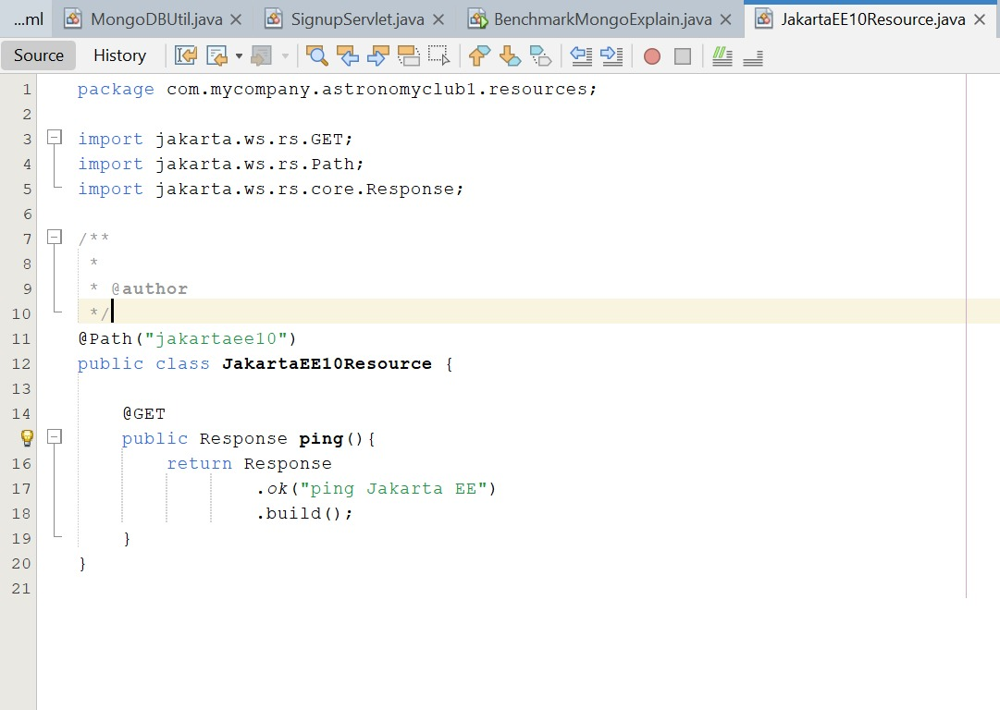 ...ml MongoDBUtil.java SignupServlet.java BenchmarkMongoExplain.java JakartaEE10Resource.java
Source History
1 package com.mycompany.astronomyclub1.resources;
2
3 import jakarta.ws.rs.GET;
4 import jakarta.ws.rs.Path;
5 import jakarta.ws.rs.core.Response;
6
7 /**
8 *
9 * @author
10 */
11 @Path("jakartaee10")
12 public class JakartaEE10Resource {
13
14 @GET
public Response ping(){
16 return Response
17 .ok("ping Jakarta EE")
18 .build();
19 }
20 }
21